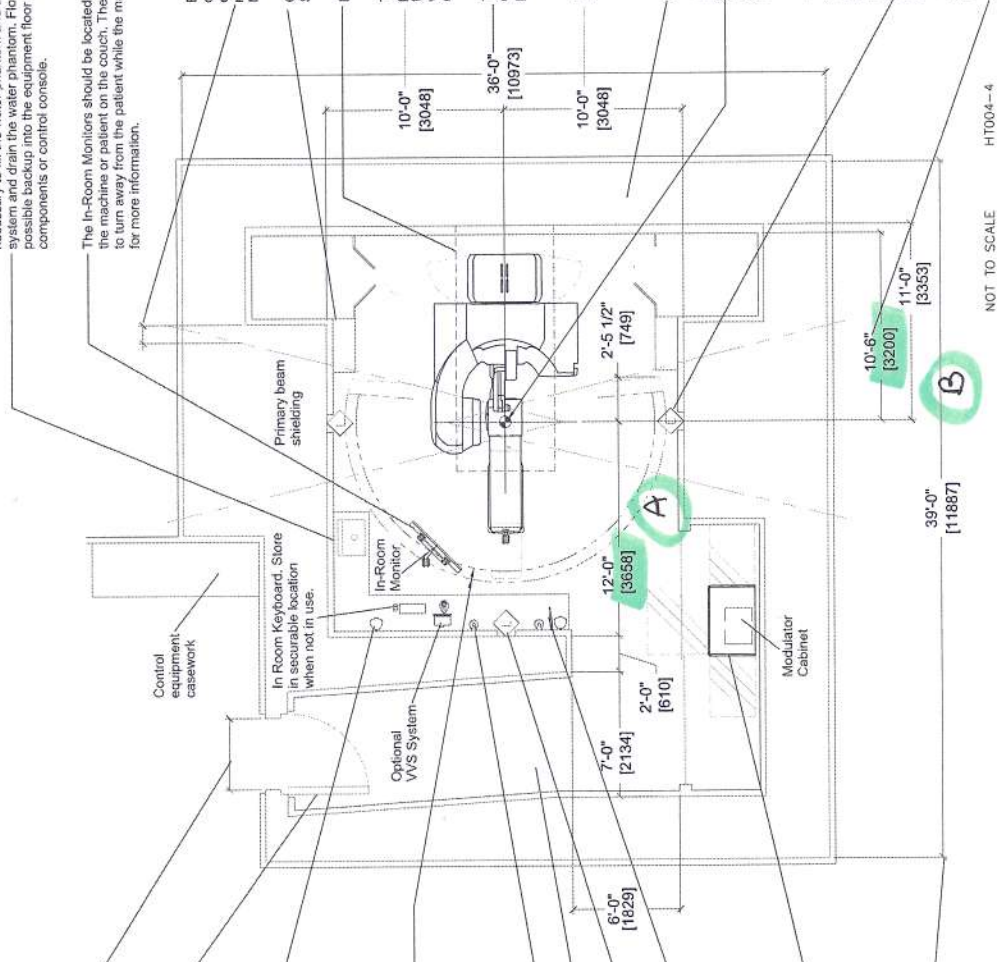 system and drain the water phantom. Flo
possible backup into the equipment floor
components or control console.
The In-Room Monitors should be located
the machine or patient on the couch. The
to turn away from the patient while the m
for more information.
Control
equipment
casework
Primary beam
shielding
In Room Keyboard. Store
in securable location
when not in use.
In-Room
Monitor
Optional
VVS System
10'-0"
[3048]
36'-0"
[10973]
10'-0"
[3048]
2'-5 1/2"
[749]
12'-0"
[3658]
A
10'-6"
[3200]
11'-0"
[3353]
B
2'-0"
[610]
7'-0"
[2134]
6'-0"
[1829]
Modulator
Cabinet
39'-0"
[11887]
NOT TO SCALE
HT004-4